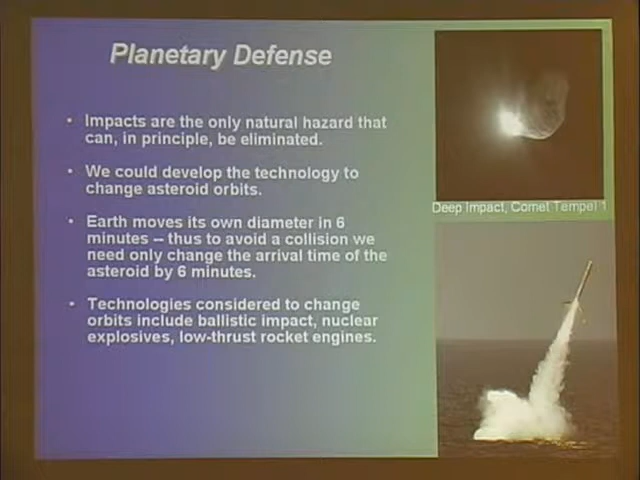 Planetary Defense
• Impacts are the only natural hazard that
can, in principle, be eliminated.
• We could develop the technology to
change asteroid orbits.
• Earth moves its own diameter in 6
minutes -- thus to avoid a collision we
need only change the arrival time of the
asteroid by 6 minutes.
• Technologies considered to change
orbits include ballistic impact, nuclear
explosives, low-thrust rocket engines.
Deep Impact, Comet Tempel 1